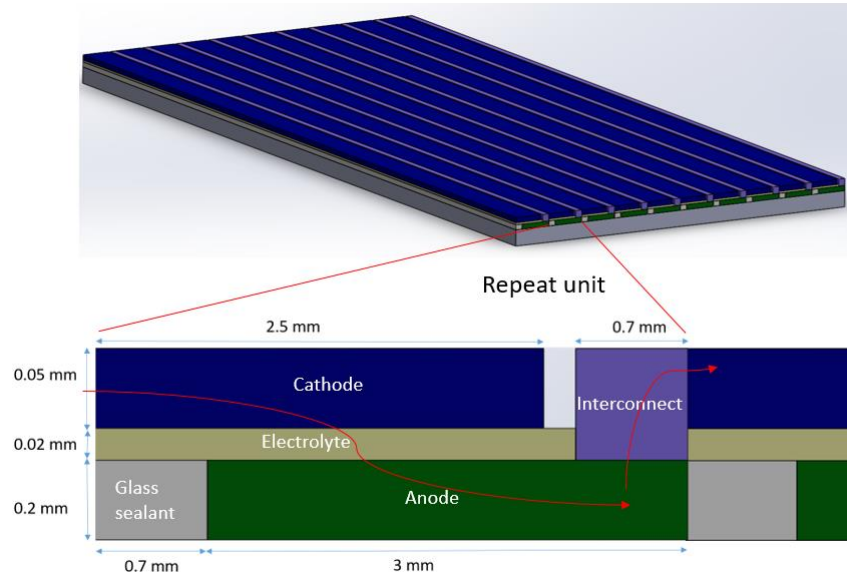 Repeat unit
2.5 mm
0.7 mm
0.05 mm
Cathode
Interconnect
0.02 mm
Electrolyte
0.2 mm
Glass
sealant
Anode
0.7 mm
3 mm